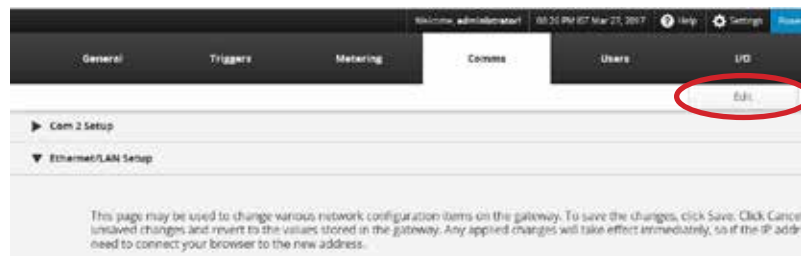 Welcome, administrator! 08:26 PM IST Mar 27, 2017 Help Settings
General Triggers Metering Comms Users I/O
Edit
Com 2 Setup
Ethernet/LAN Setup
This page may be used to change various network configuration items on the gateway. To save the changes, click Save. Click Cance
unsaved changes and revert to the values stored in the gateway. Any applied changes will take effect immediately, so if the IP addr
need to connect your browser to the new address.